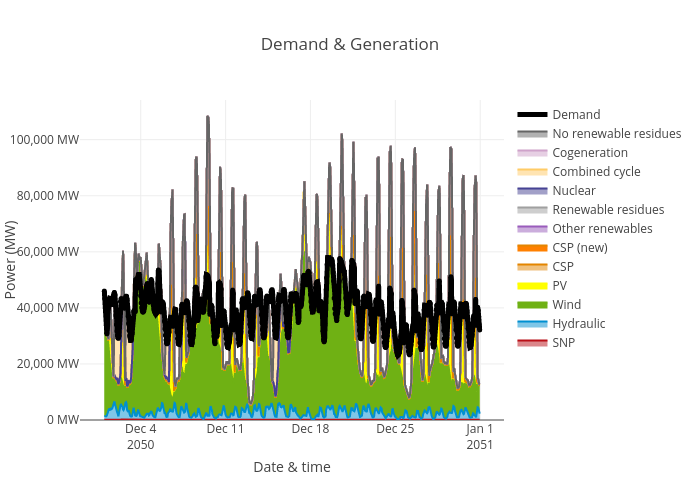 Demand & Generation
Power (MW)
100,000 MW
80,000 MW
60,000 MW
40,000 MW
20,000 MW
0 MW
Dec 4
2050
Dec 11
Dec 18
Dec 25
Jan 1
2051
Date & time
Demand
No renewable residues
Cogeneration
Combined cycle
Nuclear
Renewable residues
Other renewables
CSP (new)
CSP
PV
Wind
Hydraulic
SNP